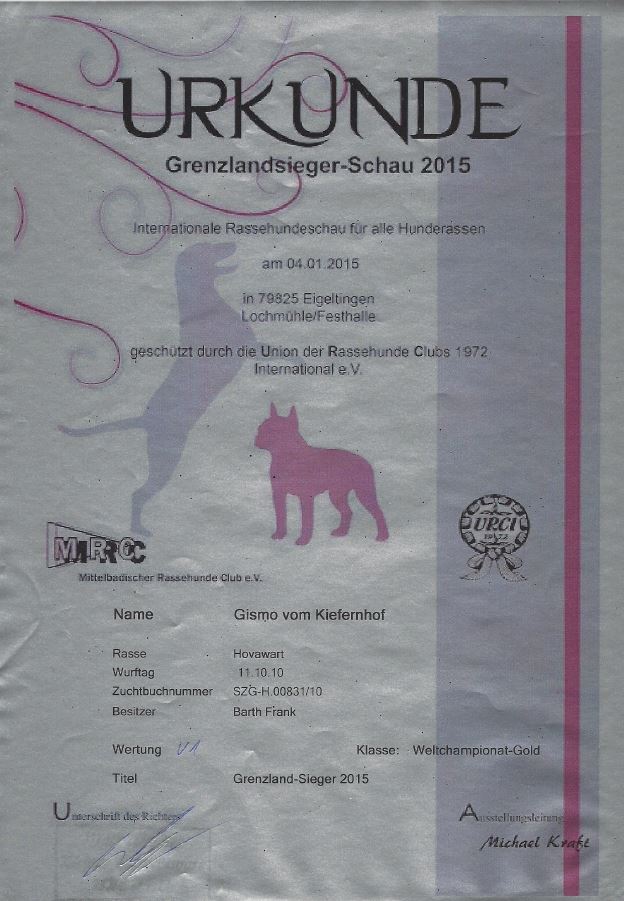 URKUNDE
Grenzlandsieger-Schau 2015
Internationale Rassehundeschau für alle Hunderassen
am 04.01.2015
in 79825 Eigeltingen
Lochmühle/Festhalle
geschützt durch die Union der Rassehunde Clubs 1972
International e.V.
MRC
URCI
1972
Mittelbadischer Rassehunde Club e.V.
Name Gismo vom Kiefernhof
Rasse Hovawart
Wurftag 11.10.10
Zuchtbuchnummer SZG-H.00831/10
Besitzer Barth Frank
Wertung V1 Klasse: Weltchampionat-Gold
Titel Grenzland-Sieger 2015
Unterschrift des Richters Ausstellungsleitung
Michael Kraft